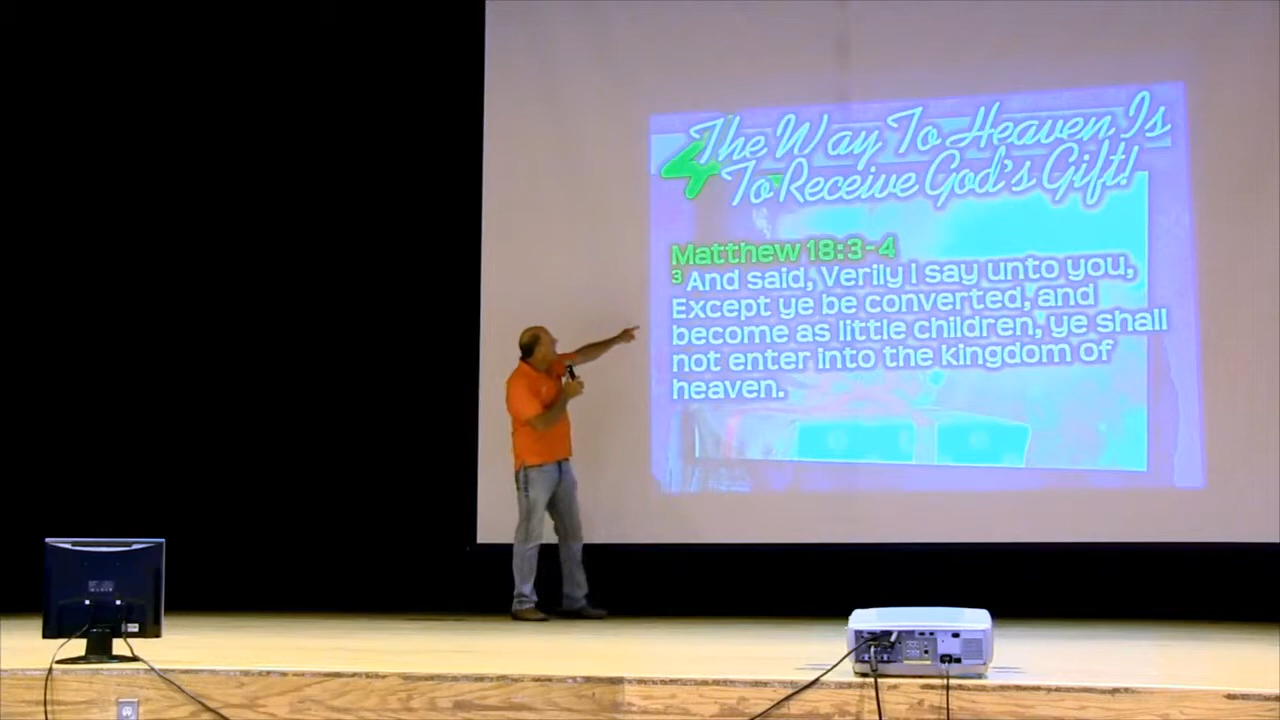 4 The Way To Heaven Is
To Receive God's Gift!
Matthew 18:3-4
3 And said, Verily I say unto you,
Except ye be converted, and
become as little children, ye shall
not enter into the kingdom of
heaven.